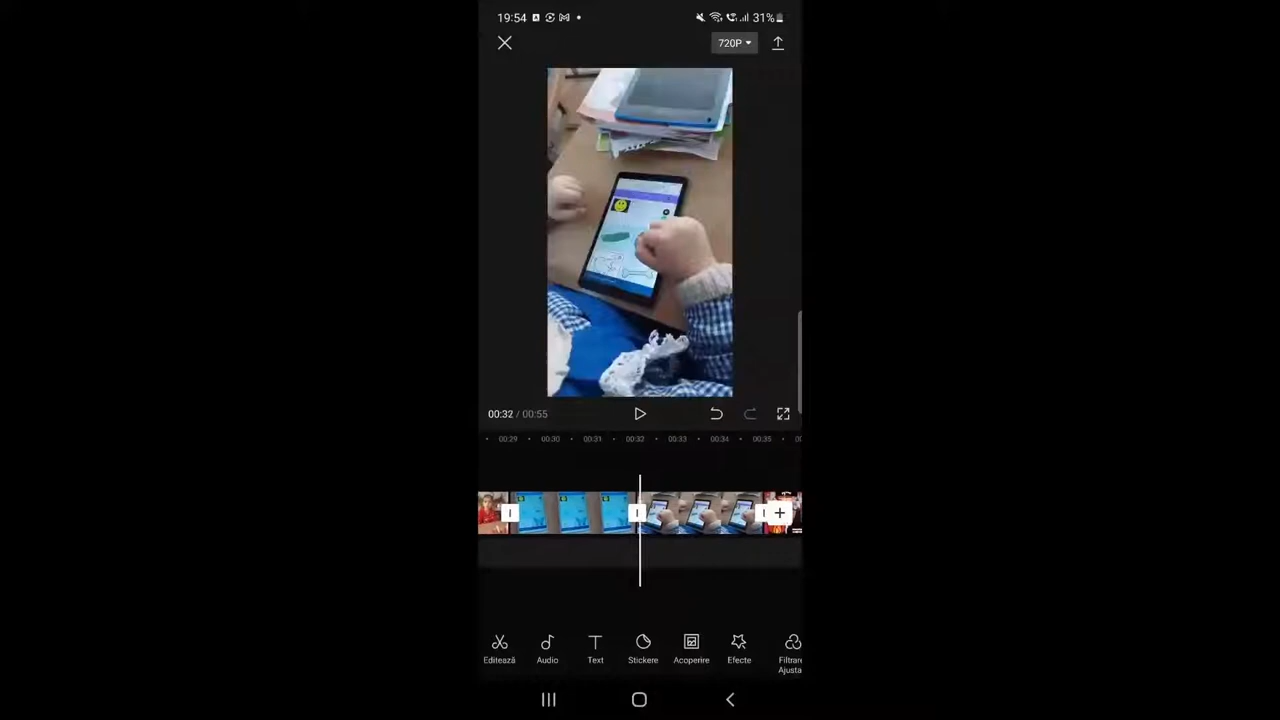 19:54
31%
720P
00:32 / 00:55
00:29
00:30
00:31
00:32
00:33
00:34
00:35
Editează
Audio
Text
Stickere
Acoperire
Efecte
Filtrare
Ajusta